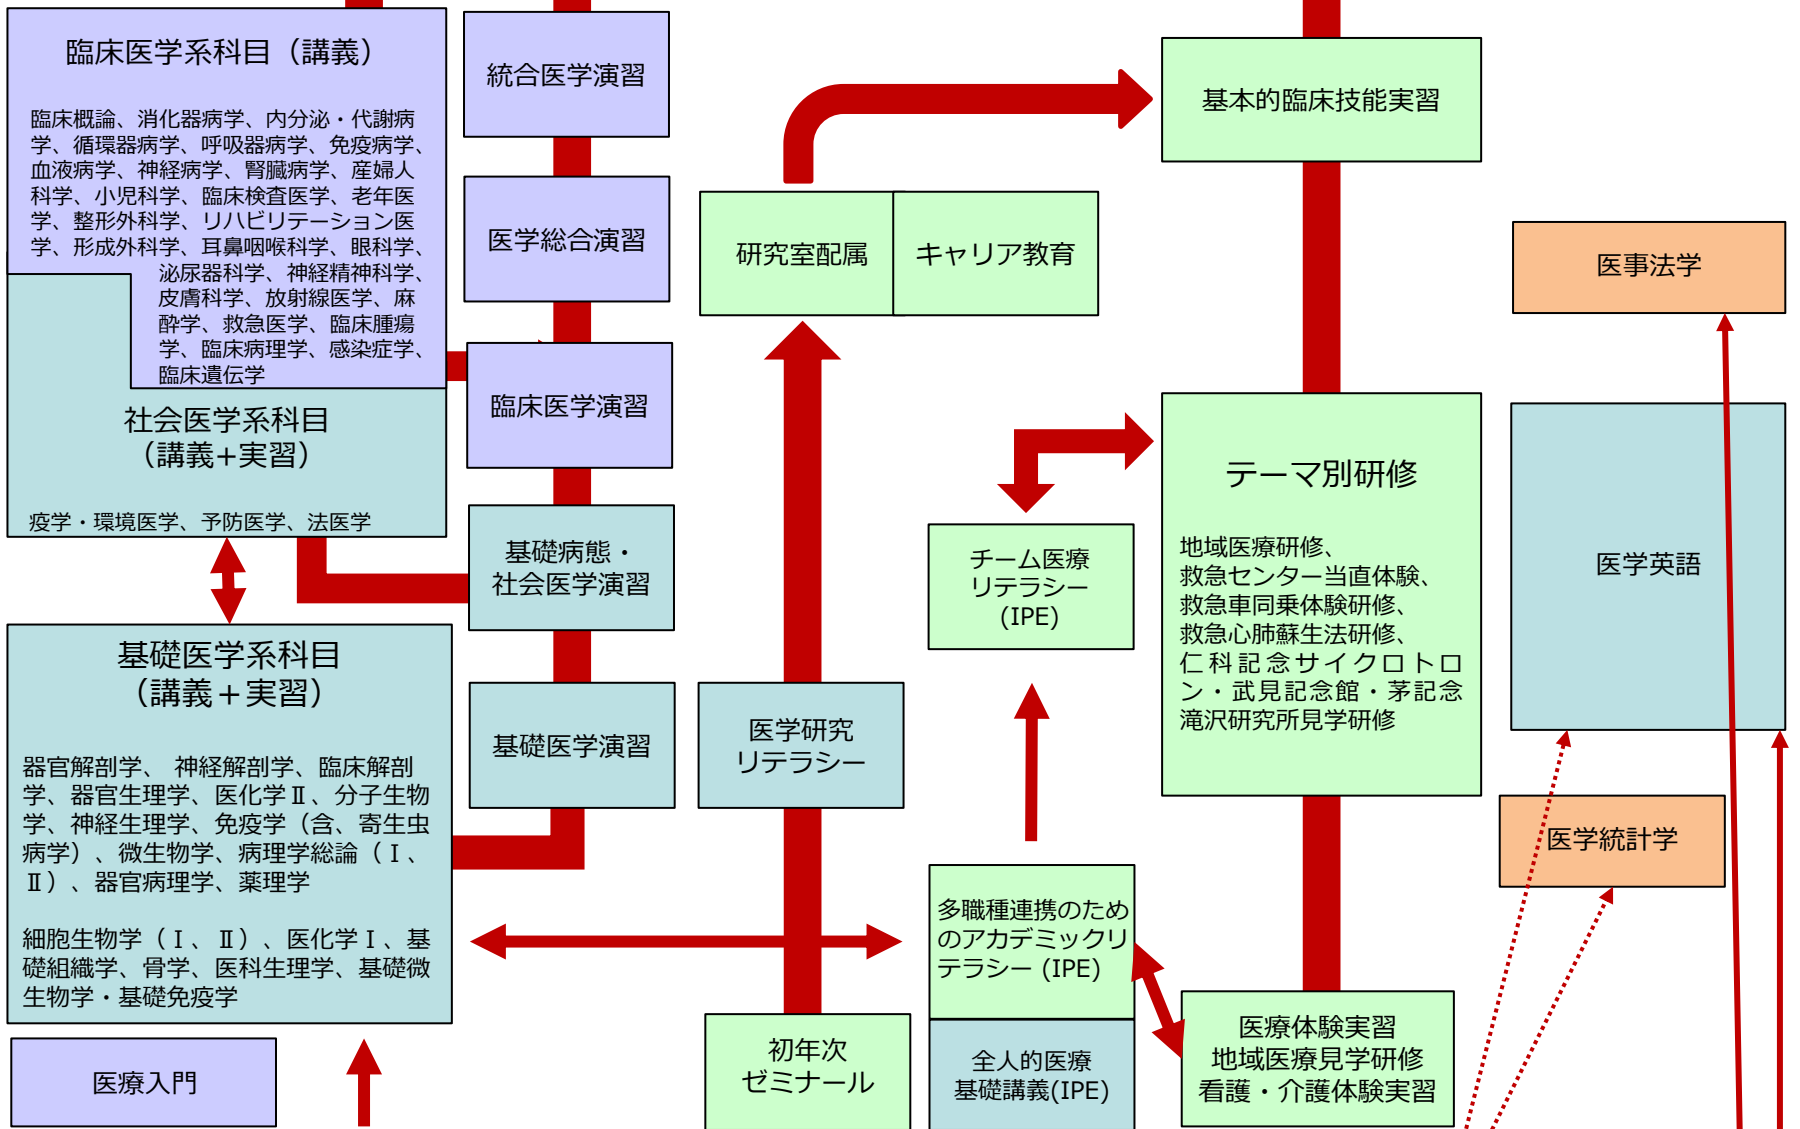 臨床医学系科目（講義）
臨床概論、消化器病学、内分泌・代謝病
学、循環器病学、呼吸器病学、免疫病学、
血液病学、神経病学、腎臓病学、産婦人
科学、小児科学、臨床検査医学、老年医
学、整形外科学、リハビリテーション医
学、形成外科学、耳鼻咽喉科学、眼科学、
泌尿器科学、神経精神科学、
皮膚科学、放射線医学、麻
酔学、救急医学、臨床腫瘍
学、臨床病理学、感染症学、
臨床遺伝学
社会医学系科目
（講義+実習）
疫学・環境医学、予防医学、法医学
基礎医学系科目
（講義＋実習）
器官解剖学、 神経解剖学、臨床解剖
学、器官生理学、医化学Ⅱ、分子生物
学、神経生理学、免疫学（含、寄生虫
病学）、微生物学、病理学総論（Ⅰ、
Ⅱ）、器官病理学、薬理学
細胞生物学（Ⅰ、Ⅱ）、医化学Ⅰ、基
礎組織学、骨学、医科生理学、基礎微
生物学・基礎免疫学
医療入門
統合医学演習
医学総合演習
臨床医学演習
基礎病態・
社会医学演習
基礎医学演習
研究室配属
キャリア教育
医学研究
リテラシー
初年次
ゼミナール
チーム医療
リテラシー
(IPE)
多職種連携のため
のアカデミックリ
テラシー (IPE)
全人的医療
基礎講義(IPE)
基本的臨床技能実習
テーマ別研修
地域医療研修、
救急センター当直体験、
救急車同乗体験研修、
救急心肺蘇生法研修、
仁科記念サイクロトロ
ン・武見記念館・茅記念
滝沢研究所見学研修
医療体験実習
地域医療見学研修
看護・介護体験実習
医事法学
医学英語
医学統計学